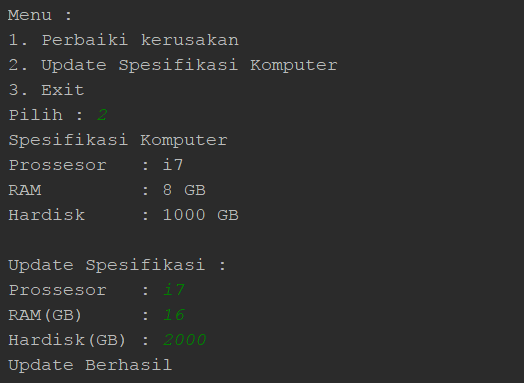 Menu :
1. Perbaiki kerusakan
2. Update Spesifikasi Komputer
3. Exit
Pilih : 2
Spesifikasi Komputer
Prossesor   : i7
RAM         : 8 GB
Hardisk     : 1000 GB

Update Spesifikasi :
Prossesor   : i7
RAM(GB)     : 16
Hardisk(GB) : 2000
Update Berhasil